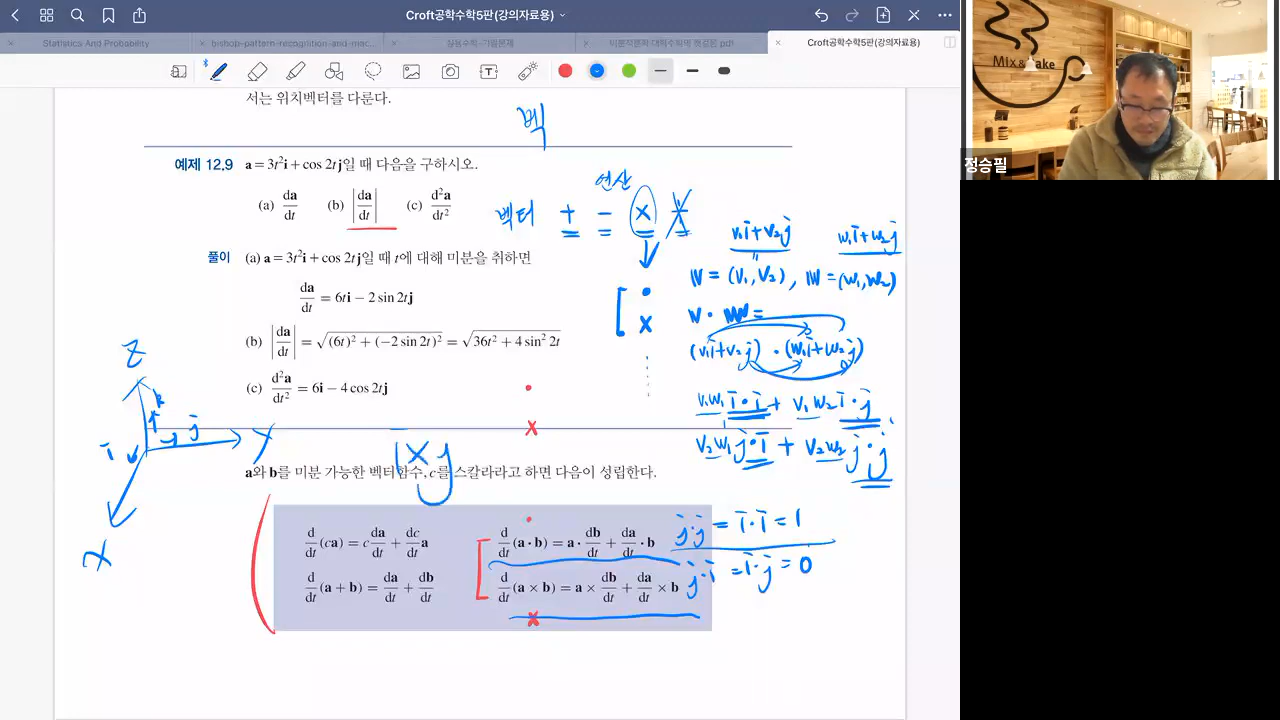 Croft공학수학5판(강의자료용)
Statistics And Probability
bishop-pattern-recognition-and-mac...
Croft공학수학5판(강의자료용)
Mix&
정승필
서는 위치벡터를 다룬다.
벡
예제 12.9 a = 3t²i + cos 2tj일 때 다음을 구하시오.
(a) da/dt (b) |da/dt| (c) d²a/dt²
연산
벡터 + = × ×
v₁i+v₂j w₁i+w₂j
풀이 (a) a = 3t²i + cos 2tj일 때 t에 대해 미분을 취하면
v = (v₁, v₂), w = (w₁, w₂)
da/dt = 6ti − 2 sin 2tj
• ×
v · w =
(b) |da/dt| = √((6t)² + (−2 sin 2t)²) = √(36t² + 4 sin² 2t)
(v₁i+v₂j) · (w₁i+w₂j)
(c) d²a/dt² = 6i − 4 cos 2tj
v₁w₁ i·i + v₁w₂ i·j
v₂w₁ j·i + v₂w₂ j·j
z
k
i
j
y
x
×
i×j
a와 b를 미분 가능한 벡터함수, c를 스칼라라고 하면 다음이 성립한다.
d/dt(ca) = c da/dt + dc/dt a
d/dt(a · b) = a · db/dt + da/dt · b
j·j = i·i = 1
d/dt(a + b) = da/dt + db/dt
d/dt(a × b) = a × db/dt + da/dt × b
j·i = i·j = 0
×